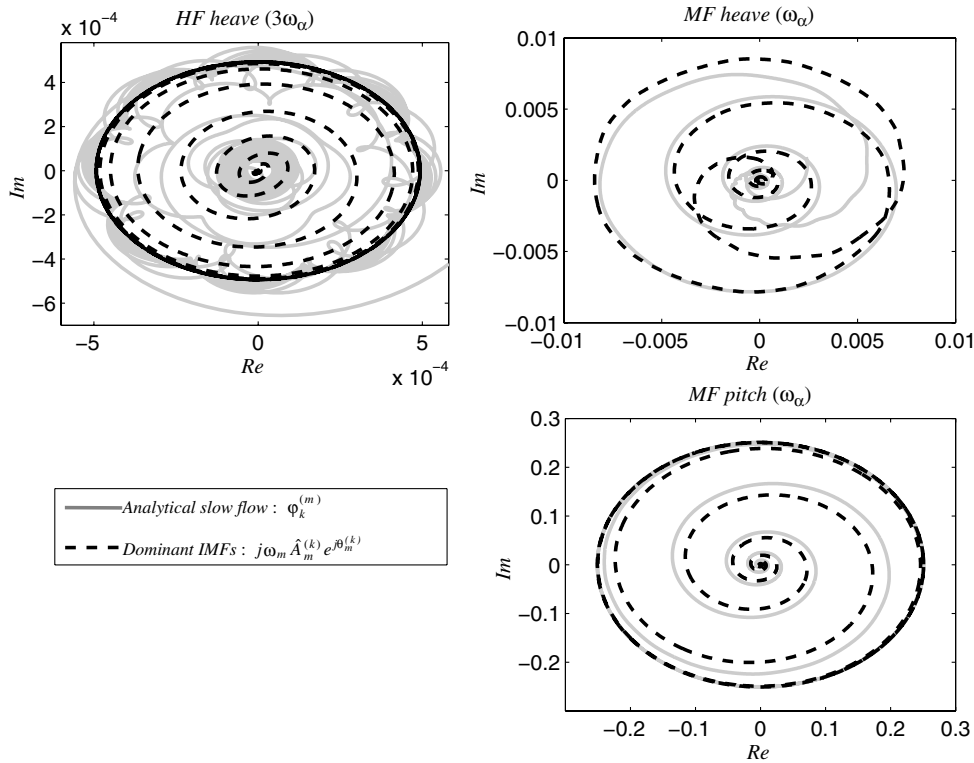 HF heave (3ωα)
x 10⁻⁴
4
2
0
−2
−4
−6
Im
−5
0
5
Re
x 10⁻⁴
MF heave (ωα)
0.01
0.005
0
−0.005
−0.01
Im
−0.01
−0.005
0
0.005
0.01
Re
MF pitch (ωα)
0.3
0.2
0.1
0
−0.1
−0.2
Im
−0.2
−0.1
0
0.1
0.2
0.3
Re
Analytical slow flow : φₖ⁽ᵐ⁾
Dominant IMFs : jωₘ Âₘ⁽ᵏ⁾ e^{jθₘ⁽ᵏ⁾}